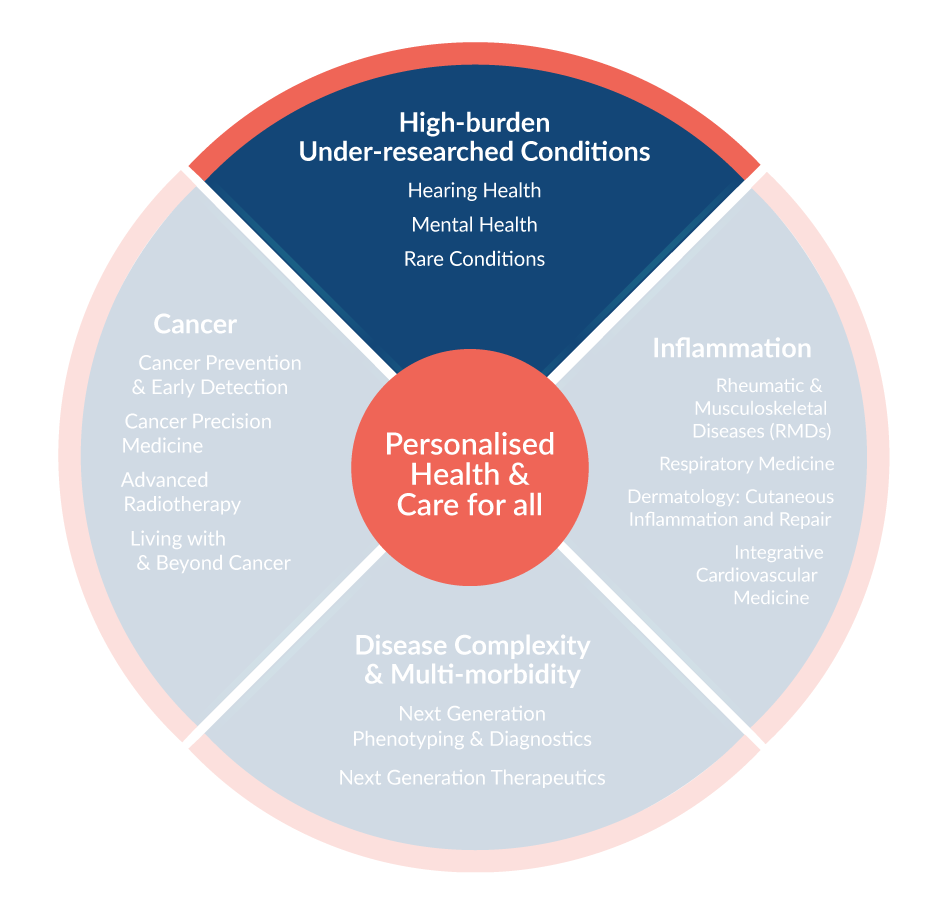 High-burden
Under-researched Conditions
Hearing Health
Mental Health
Rare Conditions
Cancer
Cancer Prevention
& Early Detection
Cancer Precision
Medicine
Advanced
Radiotherapy
Living with
& Beyond Cancer
Personalised
Health &
Care for all
Inflammation
Rheumatic &
Musculoskeletal
Diseases (RMDs)
Respiratory Medicine
Dermatology: Cutaneous
Inflammation and Repair
Integrative
Cardiovascular
Medicine
Disease Complexity
& Multi-morbidity
Next Generation
Phenotyping & Diagnostics
Next Generation Therapeutics